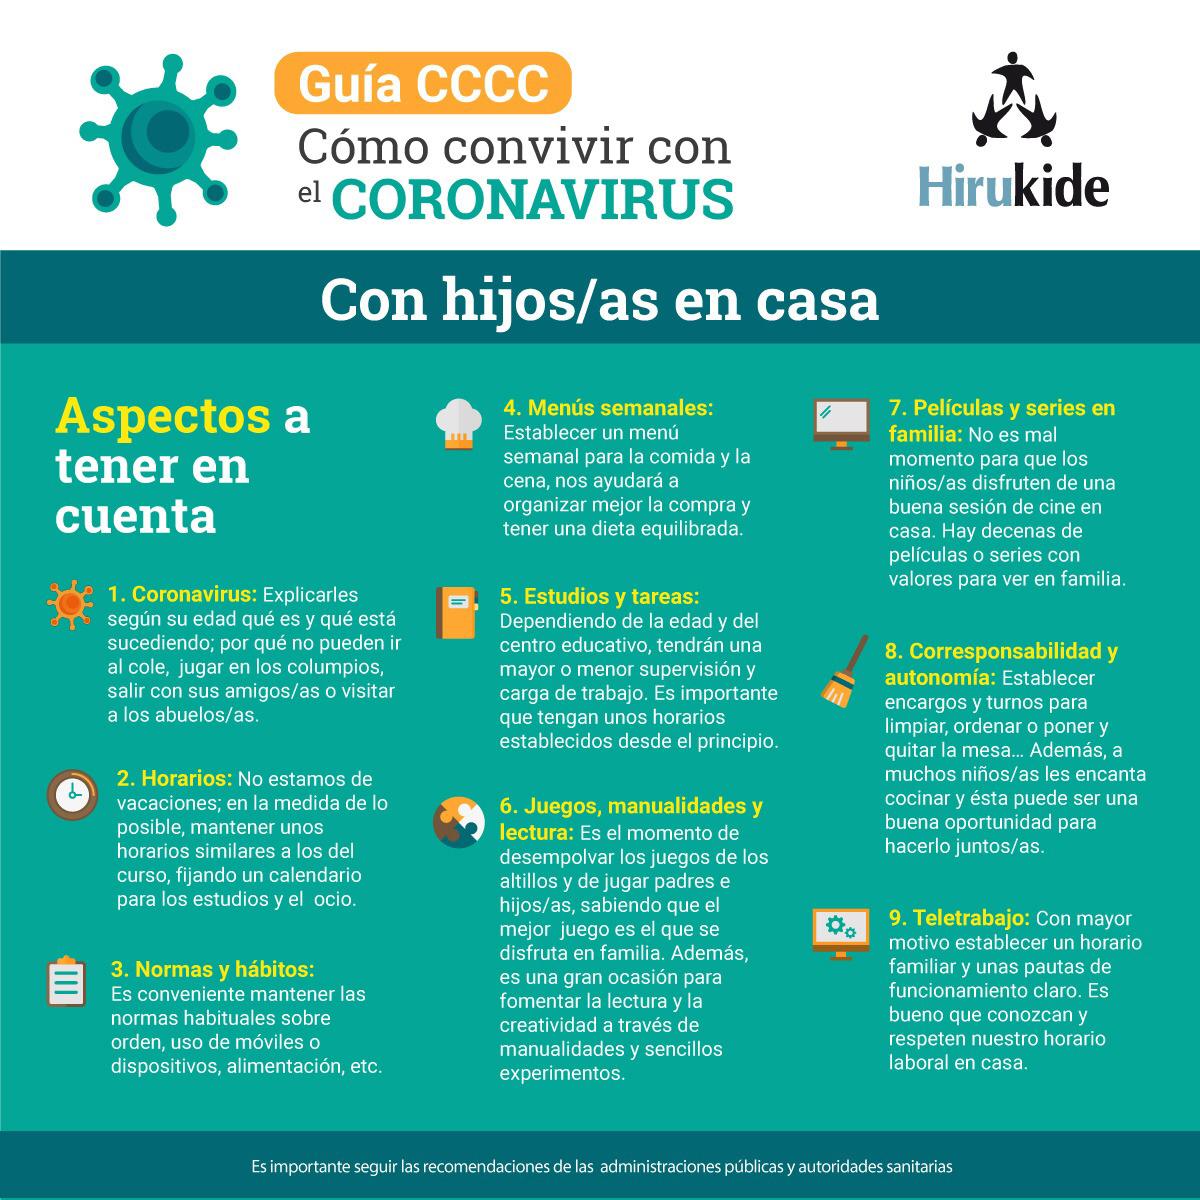 Guía CCCC
Cómo convivir con
el CORONAVIRUS
Hirukide
Con hijos/as en casa
Aspectos a
tener en
cuenta
1. Coronavirus: Explicarles
según su edad qué es y qué está
sucediendo; por qué no pueden ir
al cole, jugar en los columpios,
salir con sus amigos/as o visitar
a los abuelos/as.
2. Horarios: No estamos de
vacaciones; en la medida de lo
posible, mantener unos
horarios similares a los del
curso, fijando un calendario
para los estudios y el ocio.
3. Normas y hábitos:
Es conveniente mantener las
normas habituales sobre
orden, uso de móviles o
dispositivos, alimentación, etc.
4. Menús semanales:
Establecer un menú
semanal para la comida y la
cena, nos ayudará a
organizar mejor la compra y
tener una dieta equilibrada.
5. Estudios y tareas:
Dependiendo de la edad y del
centro educativo, tendrán una
mayor o menor supervisión y
carga de trabajo. Es importante
que tengan unos horarios
establecidos desde el principio.
6. Juegos, manualidades y
lectura: Es el momento de
desempolvar los juegos de los
altillos y de jugar padres e
hijos/as, sabiendo que el
mejor juego es el que se
disfruta en familia. Además,
es una gran ocasión para
fomentar la lectura y la
creatividad a través de
manualidades y sencillos
experimentos.
7. Películas y series en
familia: No es mal
momento para que los
niños/as disfruten de una
buena sesión de cine en
casa. Hay decenas de
películas o series con
valores para ver en familia.
8. Corresponsabilidad y
autonomía: Establecer
encargos y turnos para
limpiar, ordenar o poner y
quitar la mesa... Además, a
muchos niños/as les encanta
cocinar y ésta puede ser una
buena oportunidad para
hacerlo juntos/as.
9. Teletrabajo: Con mayor
motivo establecer un horario
familiar y unas pautas de
funcionamiento claro. Es
bueno que conozcan y
respeten nuestro horario
laboral en casa.
Es importante seguir las recomendaciones de las administraciones públicas y autoridades sanitarias